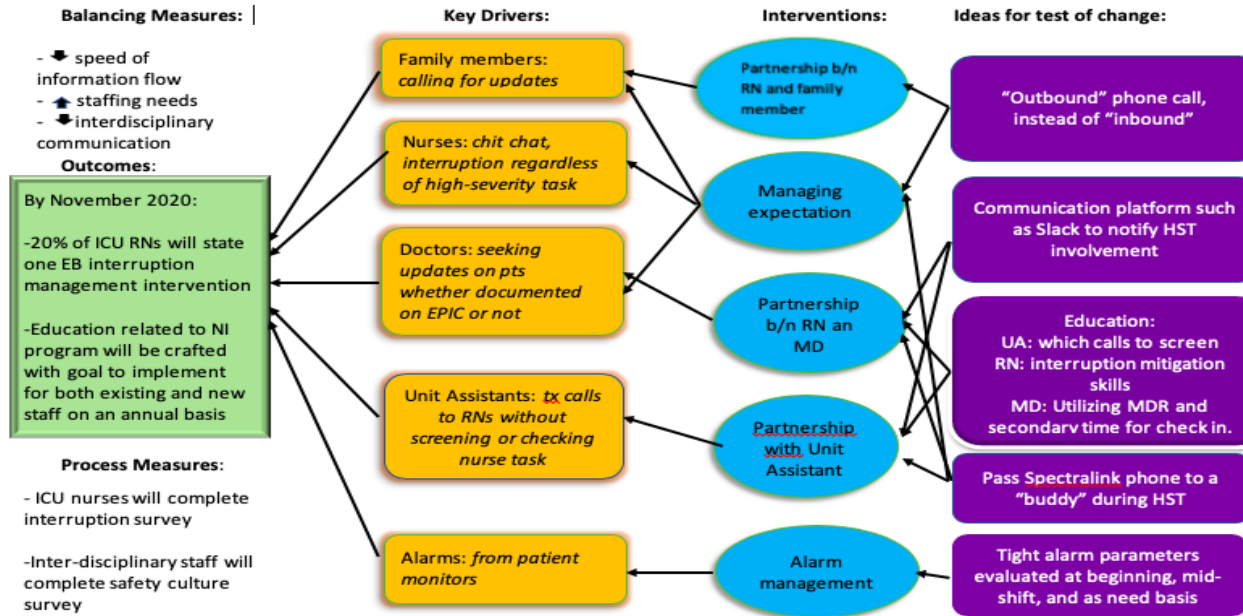 Balancing Measures:
- speed of
information flow
- staffing needs
- interdisciplinary
communication
Outcomes:
By November 2020:
-20% of ICU RNs will state
one EB interruption
management intervention
-Education related to NI
program will be crafted
with goal to implement
for both existing and new
staff on an annual basis
Process Measures:
- ICU nurses will complete
interruption survey
-Inter-disciplinary staff will
complete safety culture
survey
Key Drivers:
Family members:
calling for updates
Nurses: chit chat,
interruption regardless
of high-severity task
Doctors: seeking
updates on pts
whether documented
on EPIC or not
Unit Assistants: tx calls
to RNs without
screening or checking
nurse task
Alarms: from patient
monitors
Interventions:
Partnership b/n
RN and family
member
Managing
expectation
Partnership
b/n RN an
MD
Partnership
with Unit
Assistant
Alarm
management
Ideas for test of change:
“Outbound” phone call,
instead of “inbound”
Communication platform such
as Slack to notify HST
involvement
Education:
UA: which calls to screen
RN: interruption mitigation
skills
MD: Utilizing MDR and
secondary time for check in.
Pass Spectralink phone to a
“buddy” during HST
Tight alarm parameters
evaluated at beginning, mid-
shift, and as need basis